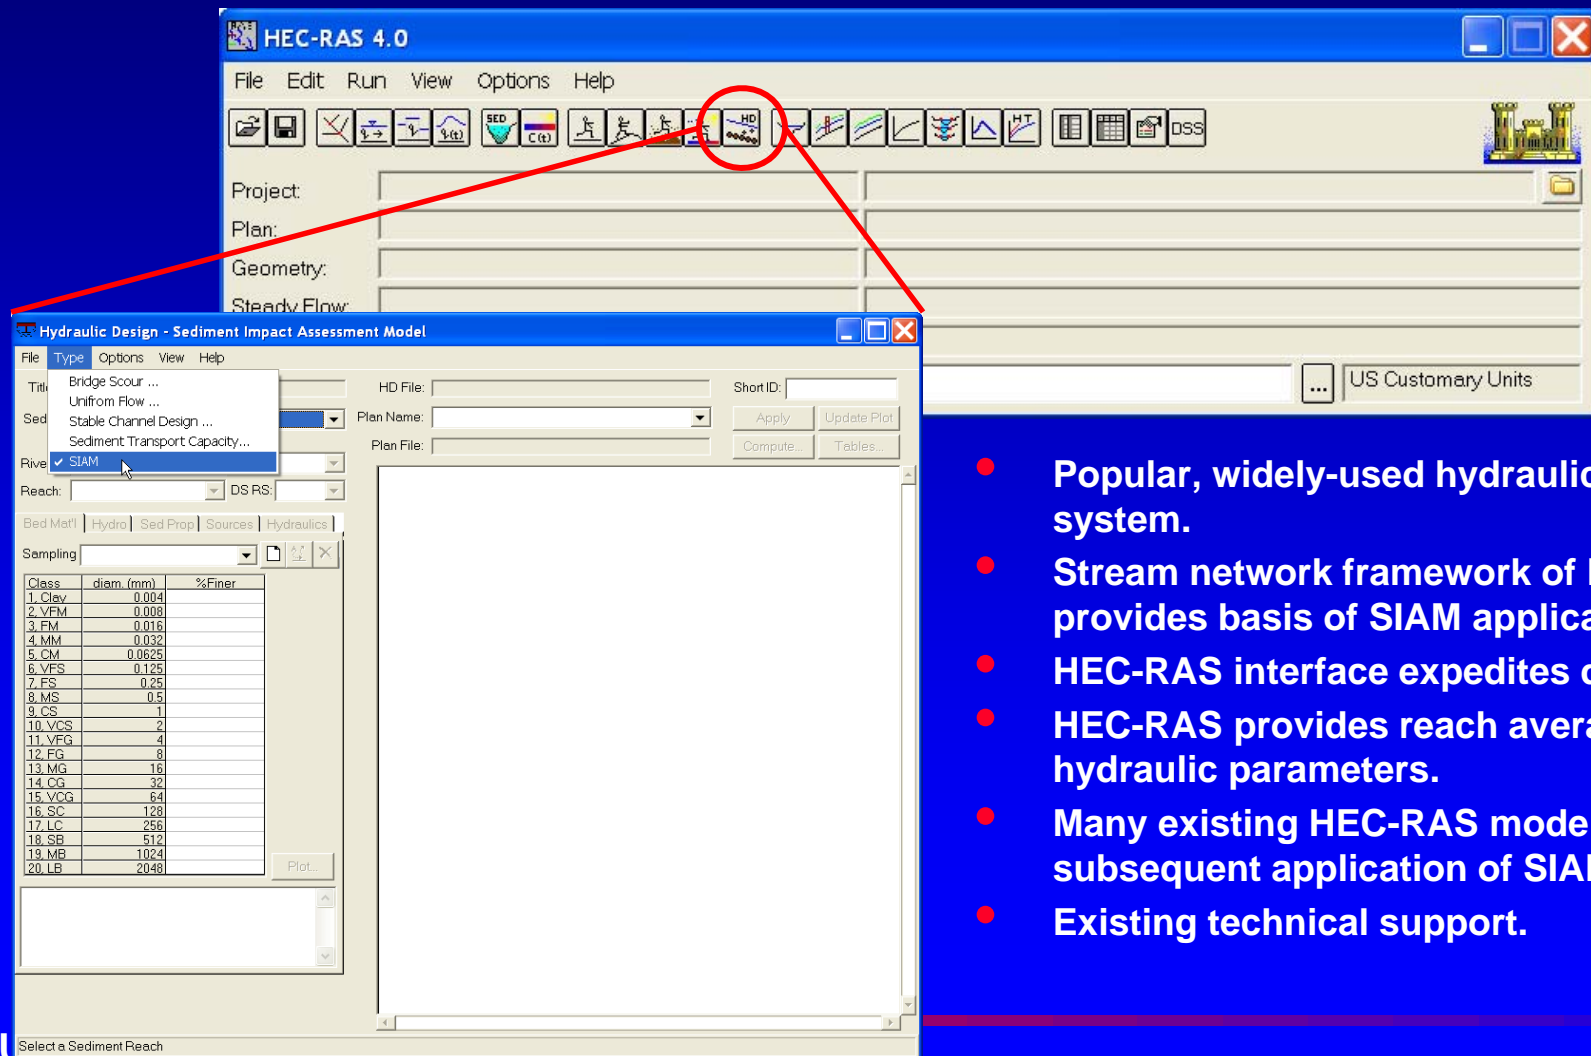 HEC-RAS 4.0
File Edit Run View Options Help
SED C(t) HD HT DSS
Project:
Plan:
Geometry:
Steady Flow:
US Customary Units
Hydraulic Design - Sediment Impact Assessment Model
File Type Options View Help
Bridge Scour ...
Unifrom Flow ...
Stable Channel Design ...
Sediment Transport Capacity...
SIAM
HD File:
Short ID:
Plan Name:
Apply Update Plot
Plan File:
Compute... Tables...
Reach: DS RS:
Bed Mat'l Hydro Sed Prop Sources Hydraulics
Sampling
Class diam. (mm) %Finer
1, Clay 0.004
2, VFM 0.008
3, FM 0.016
4, MM 0.032
5, CM 0.0625
6, VFS 0.125
7, FS 0.25
8, MS 0.5
9, CS 1
10, VCS 2
11, VFG 4
12, FG 8
13, MG 16
14, CG 32
15, VCG 64
16, SC 128
17, LC 256
18, SB 512
19, MB 1024
20, LB 2048
Plot...
Select a Sediment Reach
Popular, widely-used hydraulic
system.
Stream network framework of
provides basis of SIAM
HEC-RAS interface expedites
HEC-RAS provides reach
hydraulic parameters.
Many existing HEC-RAS
subsequent application of
Existing technical support.